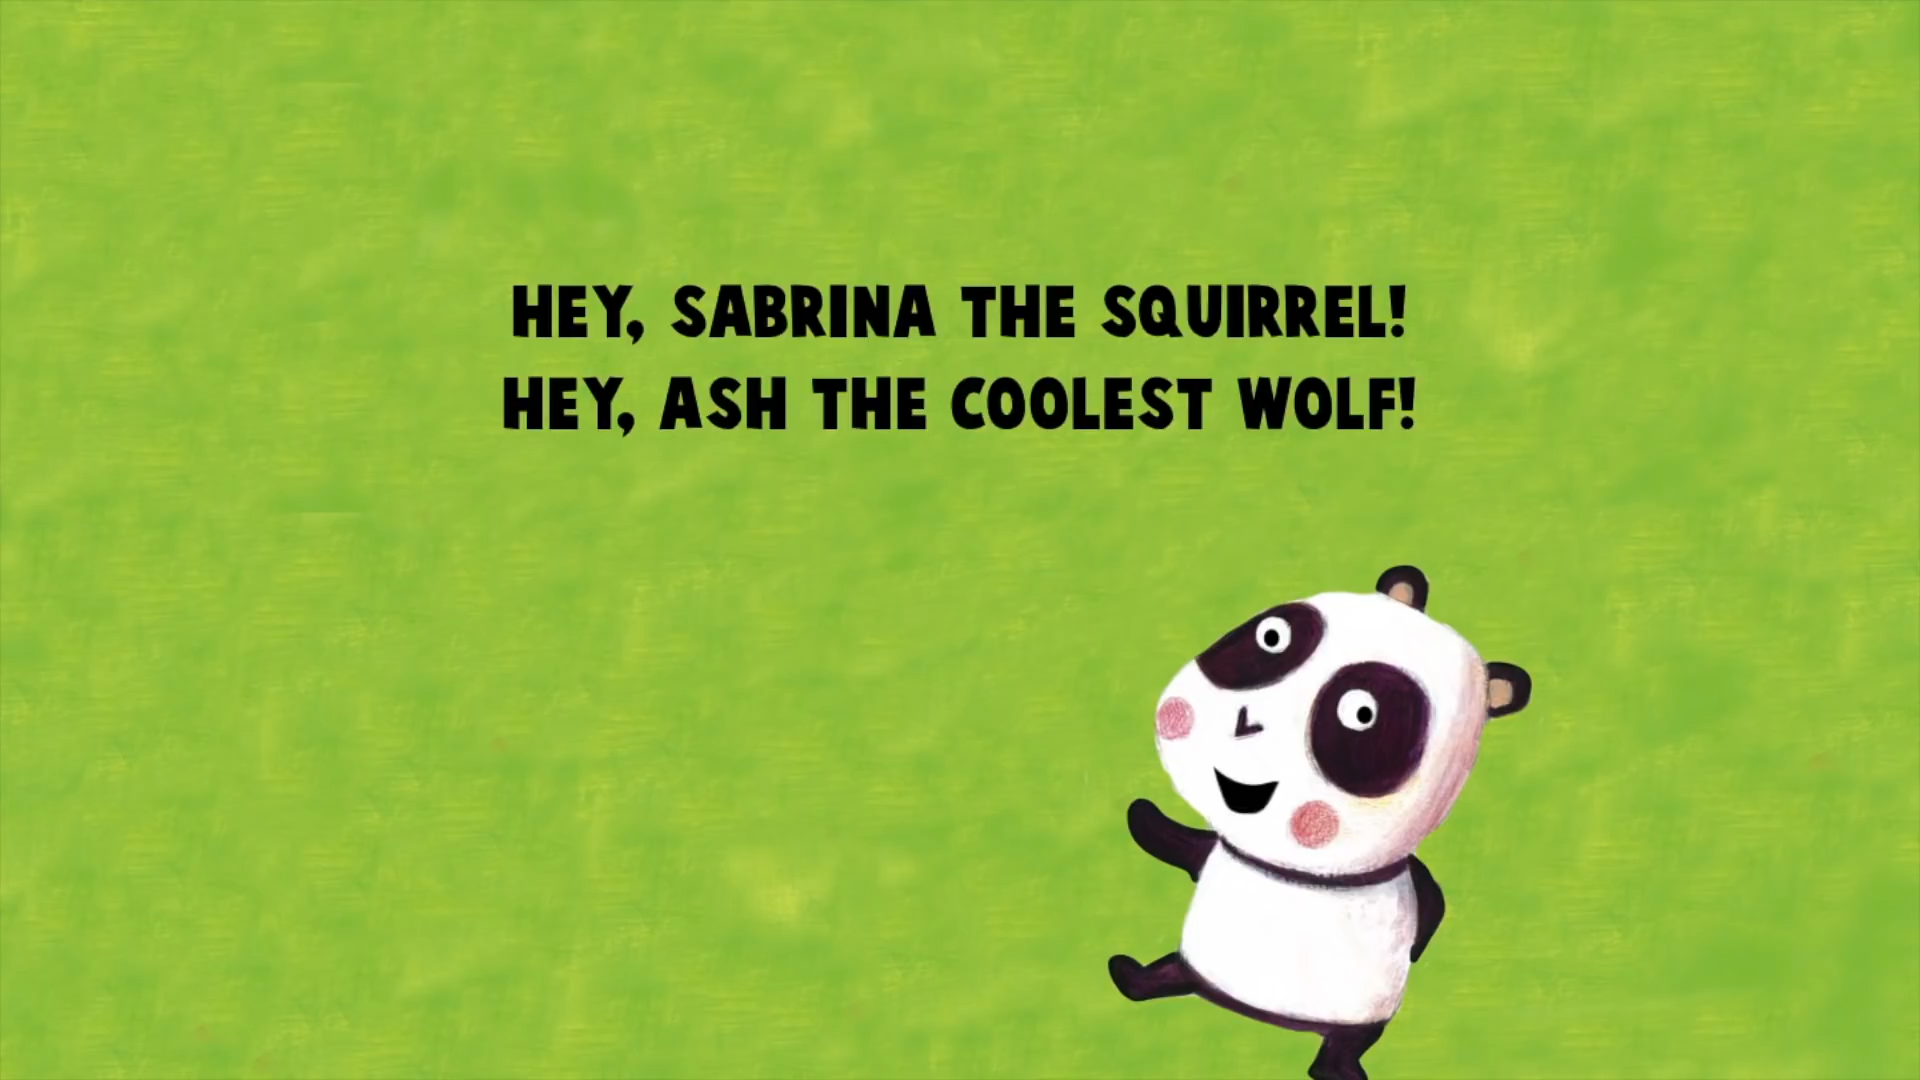 HEY, SABRINA THE SQUIRREL!
HEY, ASH THE COOLEST WOLF!